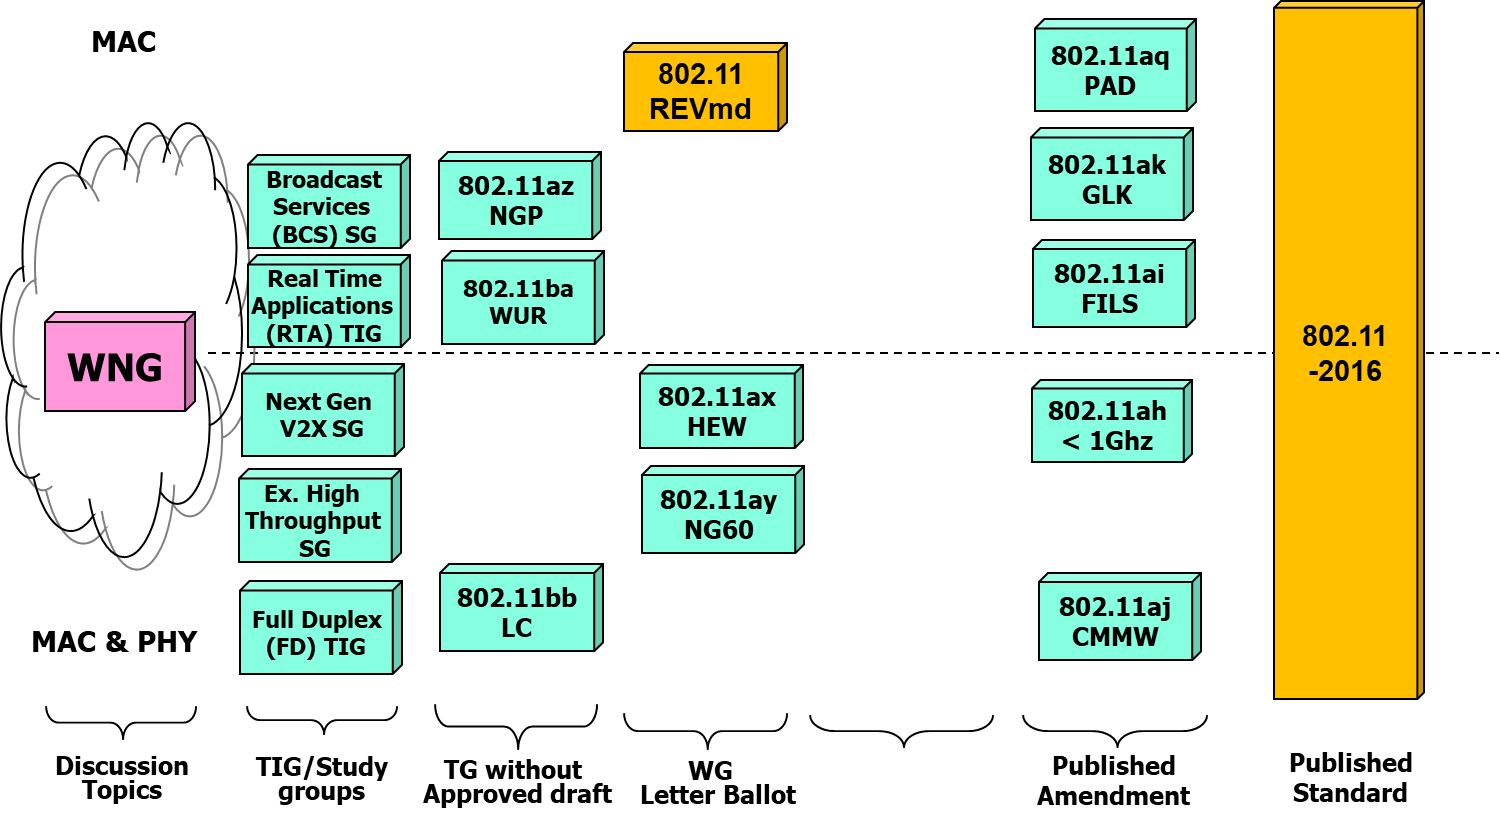 MAC
WNG
MAC & PHY
Broadcast
Services
(BCS) SG
Real Time
Applications
(RTA) TIG
Next Gen
V2X SG
Ex. High
Throughput
SG
Full Duplex
(FD) TIG
802.11az
NGP
802.11ba
WUR
802.11bb
LC
802.11
REVmd
802.11ax
HEW
802.11ay
NG60
802.11aq
PAD
802.11ak
GLK
802.11ai
FILS
802.11ah
< 1Ghz
802.11aj
CMMW
802.11
-2016
Discussion
Topics
TIG/Study
groups
TG without
Approved draft
WG
Letter Ballot
Published
Amendment
Published
Standard